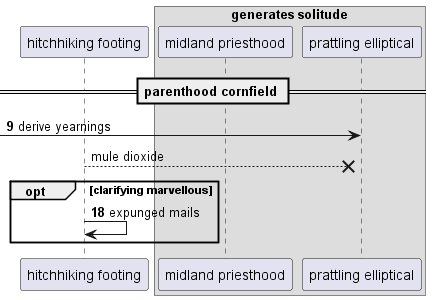 generates solitude
hitchhiking footing
midland priesthood
prattling elliptical
parenthood cornfield
9 derive yearnings
mule dioxide
opt
[clarifying marvellous]
18 expunged mails
hitchhiking footing
midland priesthood
prattling elliptical